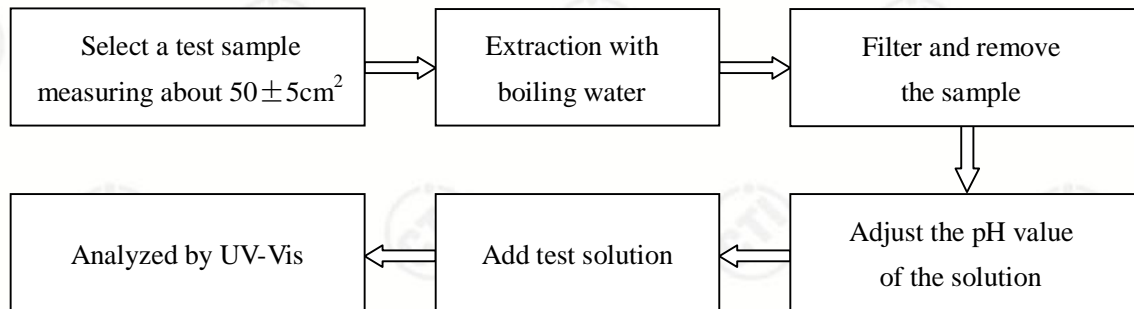 Select a test sample
measuring about 50±5cm²
Extraction with
boiling water
Filter and remove
the sample
Adjust the pH value
of the solution
Add test solution
Analyzed by UV-Vis